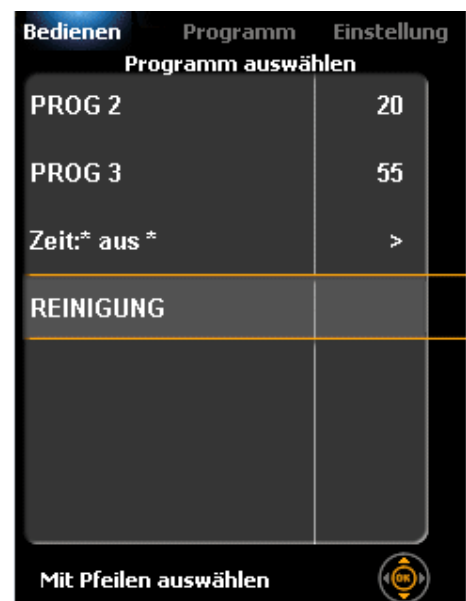 Bedienen Programm Einstellung
Programm auswählen
PROG 2 20
PROG 3 55
Zeit:* aus * >
REINIGUNG
Mit Pfeilen auswählen
OK